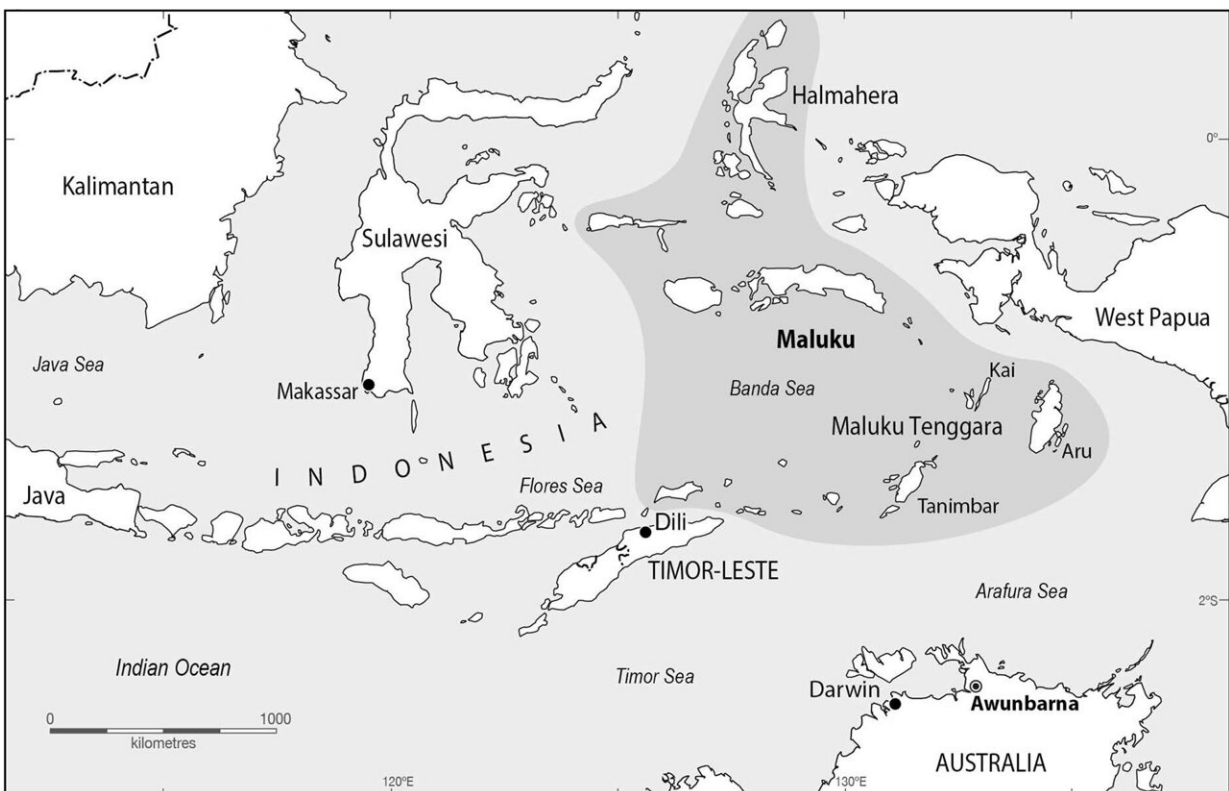 0
Halmahera
0°
Kalimantan
Sulawesi
West Papua
Maluku
Java Sea
Kai
Makassar
Banda Sea
Maluku Tenggara
INDONESIA
Aru
Flores Sea
Java
Tanimbar
Dili
TIMOR-LESTE
Arafura Sea
2°S
Indian Ocean
Timor Sea
Darwin
Awunbarna
0 1000
kilometres
AUSTRALIA
120°E 130°E